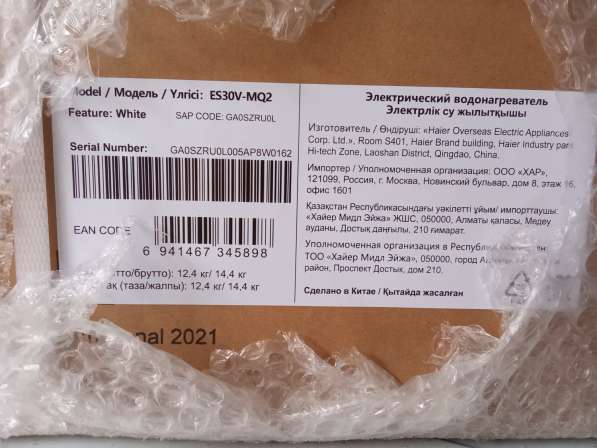 Model / Модель / Үлгісі: ES30V-MQ2
Feature: White SAP CODE: GA0SZRU0L
Serial Number: GA0SZRU0L005AP8W0162
EAN CODE
6 941467 345898
нетто/брутто): 12,4 кг/ 14,4 кг
(таза/жалпы): 12,4 кг/ 14,4 кг
Электрический водонагреватель
Электрлік су жылытқышы
Изготовитель / Өндіруші: «Haier Overseas Electric Appliances
Corp. Ltd.», Room S401, Haier Brand building, Haier Industry park
Hi-tech Zone, Laoshan District, Qingdao, China.
Импортер / Уполномоченная организация: ООО «ХАР»,
121099, Россия, г. Москва, Новинский бульвар, дом 8, этаж 16,
офис 1601
Қазақстан Республикасындағы уәкілетті ұйым/ импорттаушы:
«Хайер Мидл Эйжа» ЖШС, 050000, Алматы қаласы, Медеу
ауданы, Достық даңғылы, 210 ғимарат.
Уполномоченная организация в Республике
ТОО «Хайер Мидл Эйжа», 050000, город
район, Проспект Достык, дом 210.
Сделано в Китае / Қытайда жасалған
2021